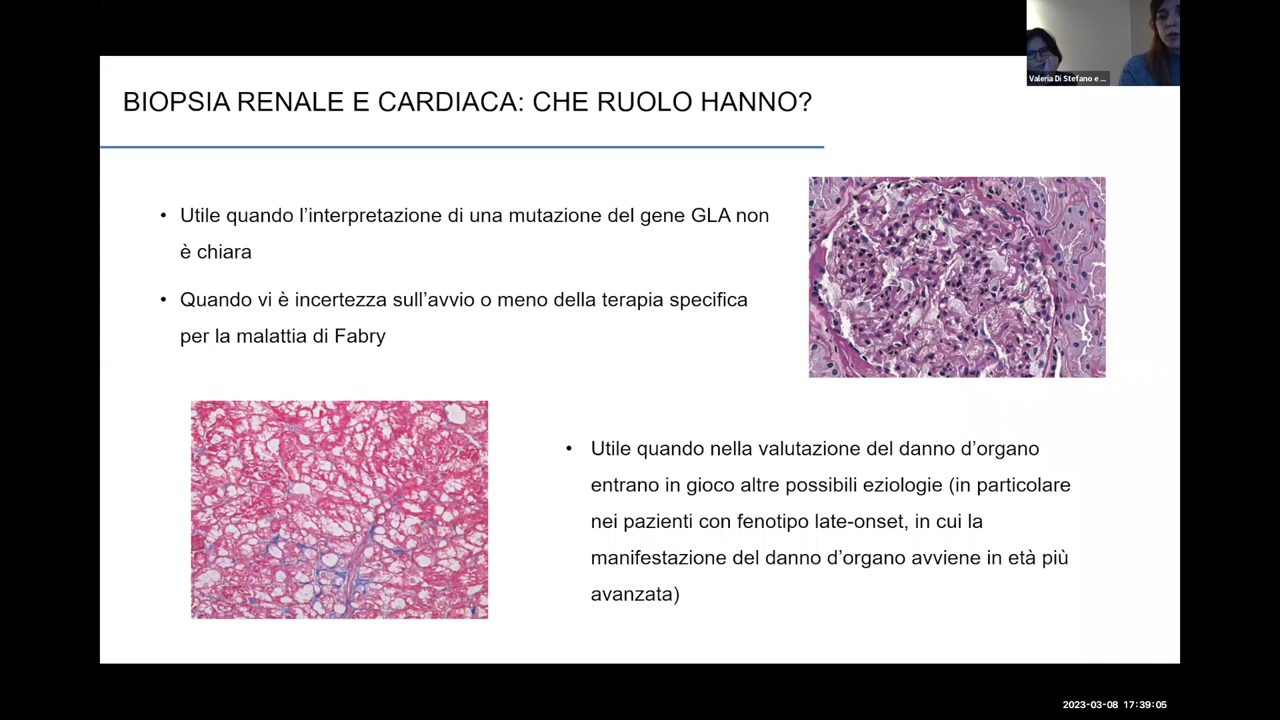 Valeria Di Stefano e ...
BIOPSIA RENALE E CARDIACA: CHE RUOLO HANNO?
• Utile quando l’interpretazione di una mutazione del gene GLA non
è chiara
• Quando vi è incertezza sull’avvio o meno della terapia specifica
per la malattia di Fabry
• Utile quando nella valutazione del danno d’organo
entrano in gioco altre possibili eziologie (in particolare
nei pazienti con fenotipo late-onset, in cui la
manifestazione del danno d’organo avviene in età più
avanzata)
2023-03-08 17:39:05